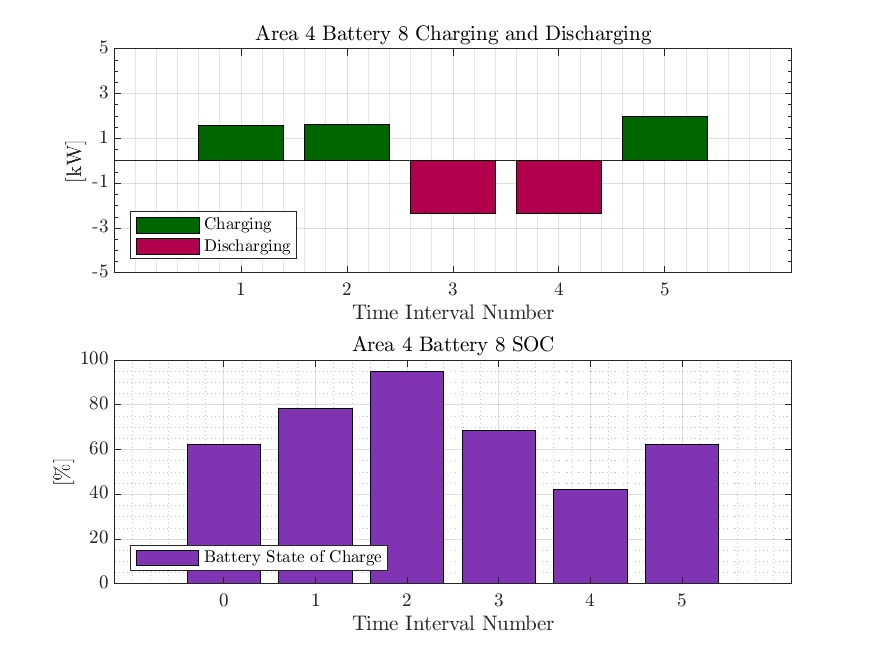 Area 4 Battery 8 Charging and Discharging
5
3
1
-1
-3
-5
[kW]
Charging
Discharging
1 2 3 4 5
Time Interval Number
Area 4 Battery 8 SOC
100
80
60
40
20
0
[%]
Battery State of Charge
0 1 2 3 4 5
Time Interval Number